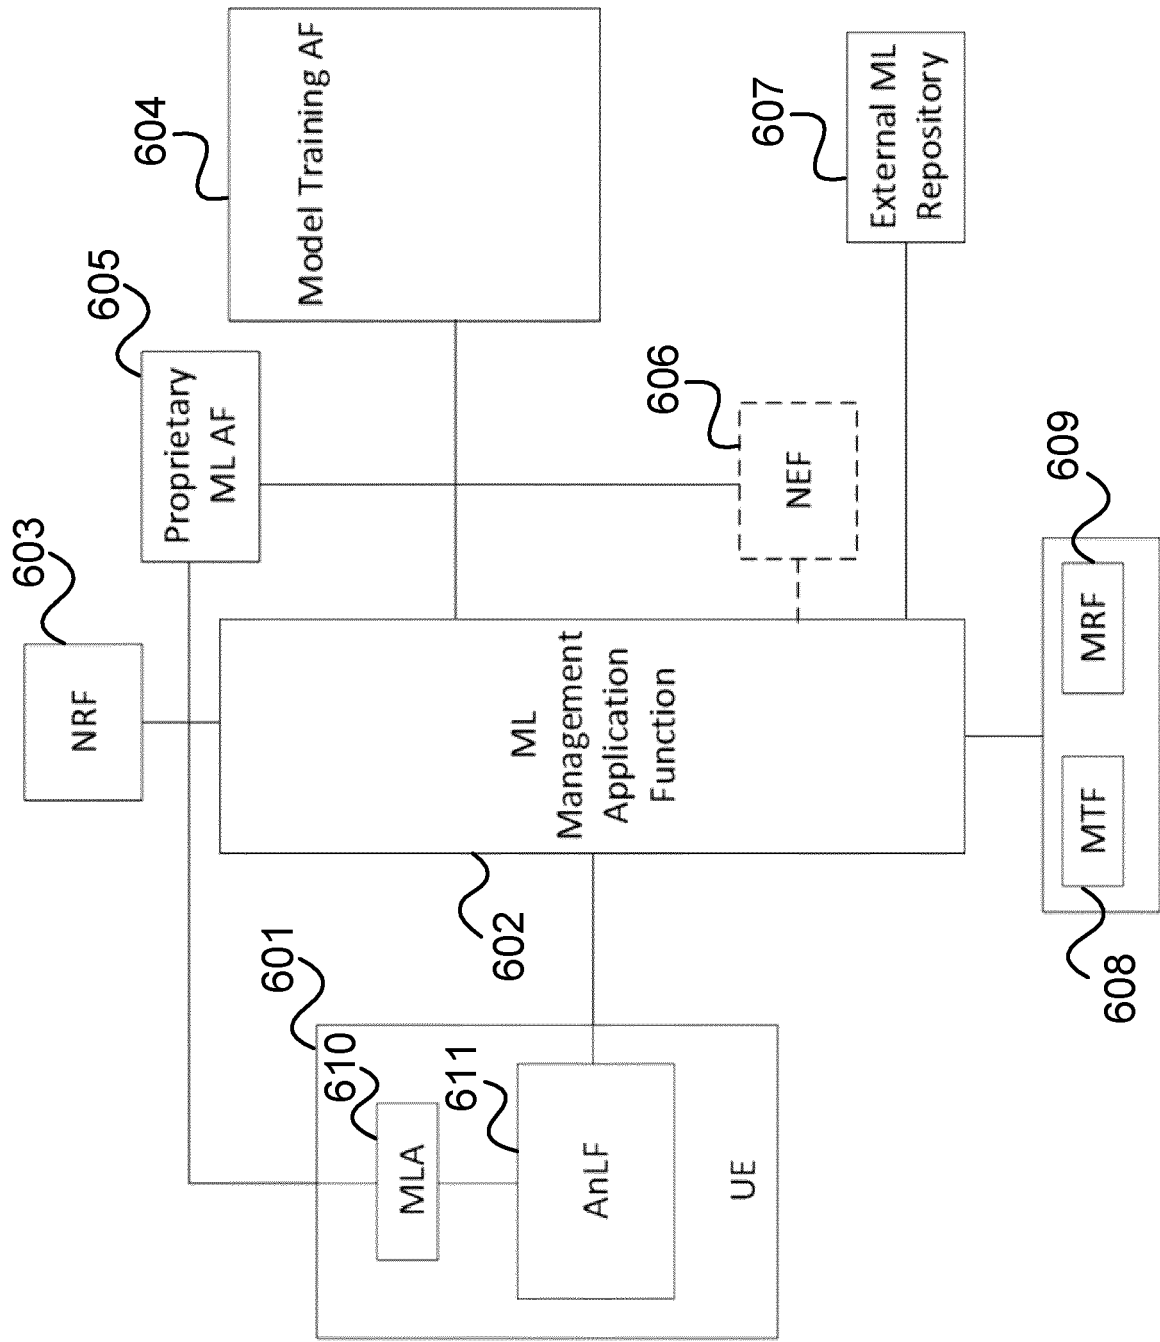 603
NRF
605
Proprietary
ML AF
604
Model Training AF
601
610
MLA
611
AnLF
UE
602
ML
Management
Application
Function
606
NEF
607
External ML
Repository
608
MTF
609
MRF